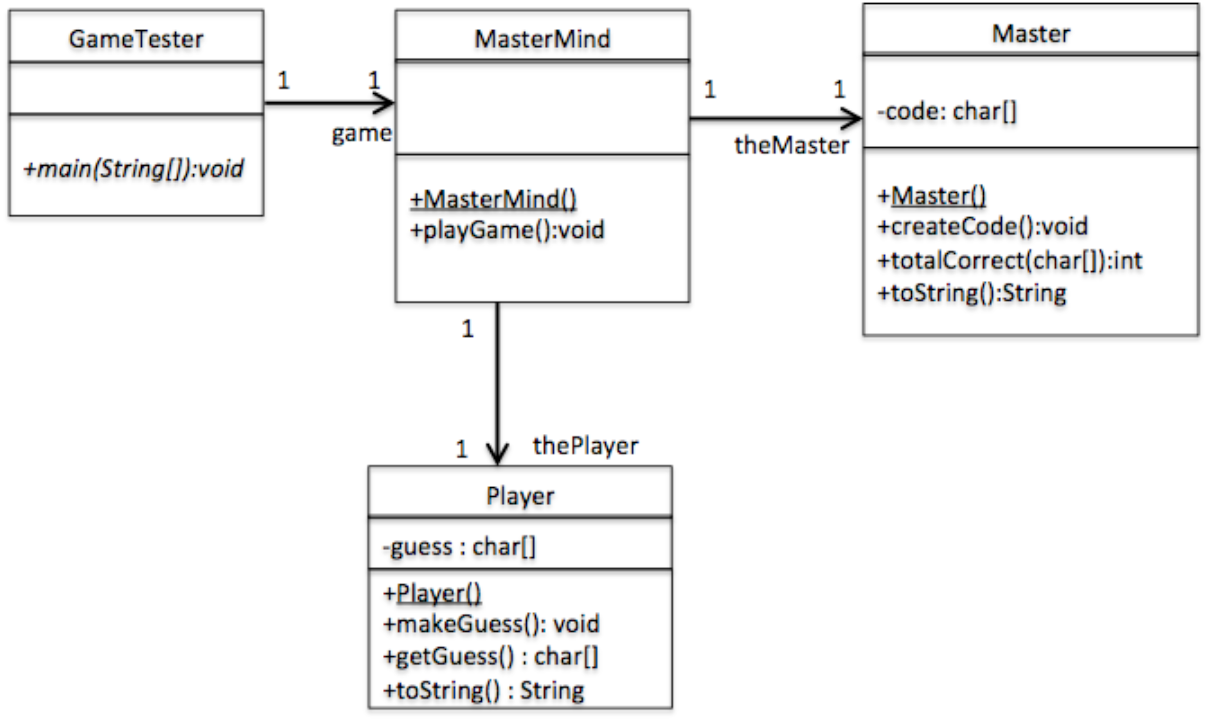 GameTester
+main(String[]):void
1 1
game
MasterMind
+MasterMind()
+playGame():void
1 1
theMaster
Master
-code: char[]
+Master()
+createCode():void
+totalCorrect(char[]):int
+toString():String
1
1 thePlayer
Player
-guess : char[]
+Player()
+makeGuess(): void
+getGuess() : char[]
+toString() : String